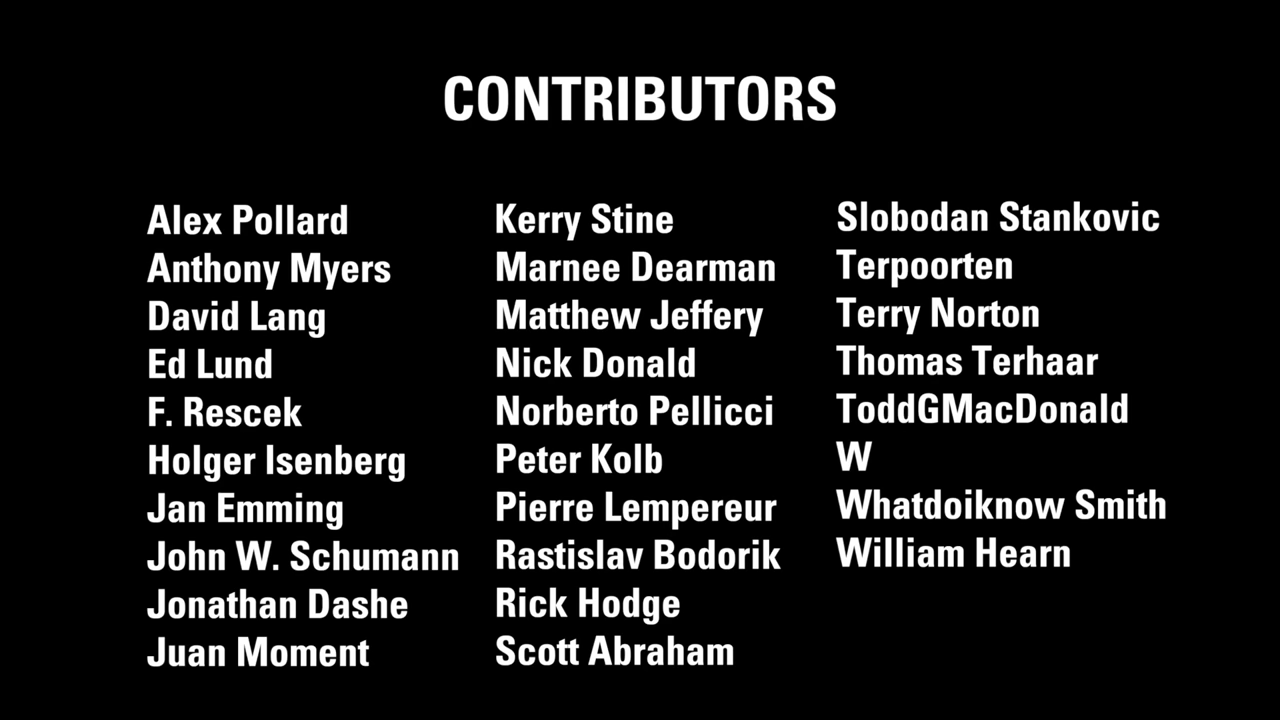 CONTRIBUTORS
Alex Pollard
Anthony Myers
David Lang
Ed Lund
F. Rescek
Holger Isenberg
Jan Emming
John W. Schumann
Jonathan Dashe
Juan Moment
Kerry Stine
Marnee Dearman
Matthew Jeffery
Nick Donald
Norberto Pellicci
Peter Kolb
Pierre Lempereur
Rastislav Bodorik
Rick Hodge
Scott Abraham
Slobodan Stankovic
Terpoorten
Terry Norton
Thomas Terhaar
ToddGMacDonald
W
Whatdoiknow Smith
William Hearn